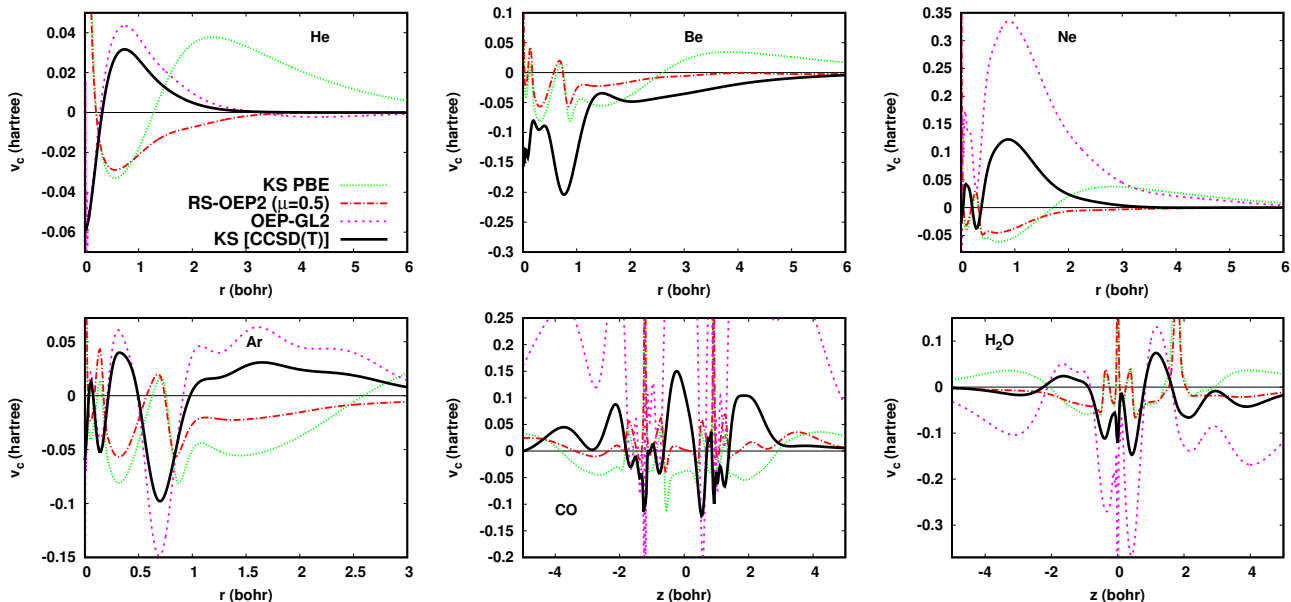 He
v_c (hartree)
0.04
0.02
0
-0.02
-0.04
-0.06
KS PBE
RS-OEP2 (μ=0.5)
OEP-GL2
KS [CCSD(T)]
0 1 2 3 4 5 6
r (bohr)
Be
v_c (hartree)
0.1
0.05
0
-0.05
-0.1
-0.15
-0.2
-0.25
-0.3
0 1 2 3 4 5 6
r (bohr)
Ne
v_c (hartree)
0.35
0.3
0.25
0.2
0.15
0.1
0.05
0
-0.05
0 1 2 3 4 5 6
r (bohr)
Ar
v_c (hartree)
0.05
0
-0.05
-0.1
-0.15
0 0.5 1 1.5 2 2.5 3
r (bohr)
CO
v_c (hartree)
0.25
0.2
0.15
0.1
0.05
0
-0.05
-0.1
-0.15
-0.2
-4 -2 0 2 4
z (bohr)
H₂O
v_c (hartree)
0.1
0
-0.1
-0.2
-0.3
-4 -2 0 2 4
z (bohr)